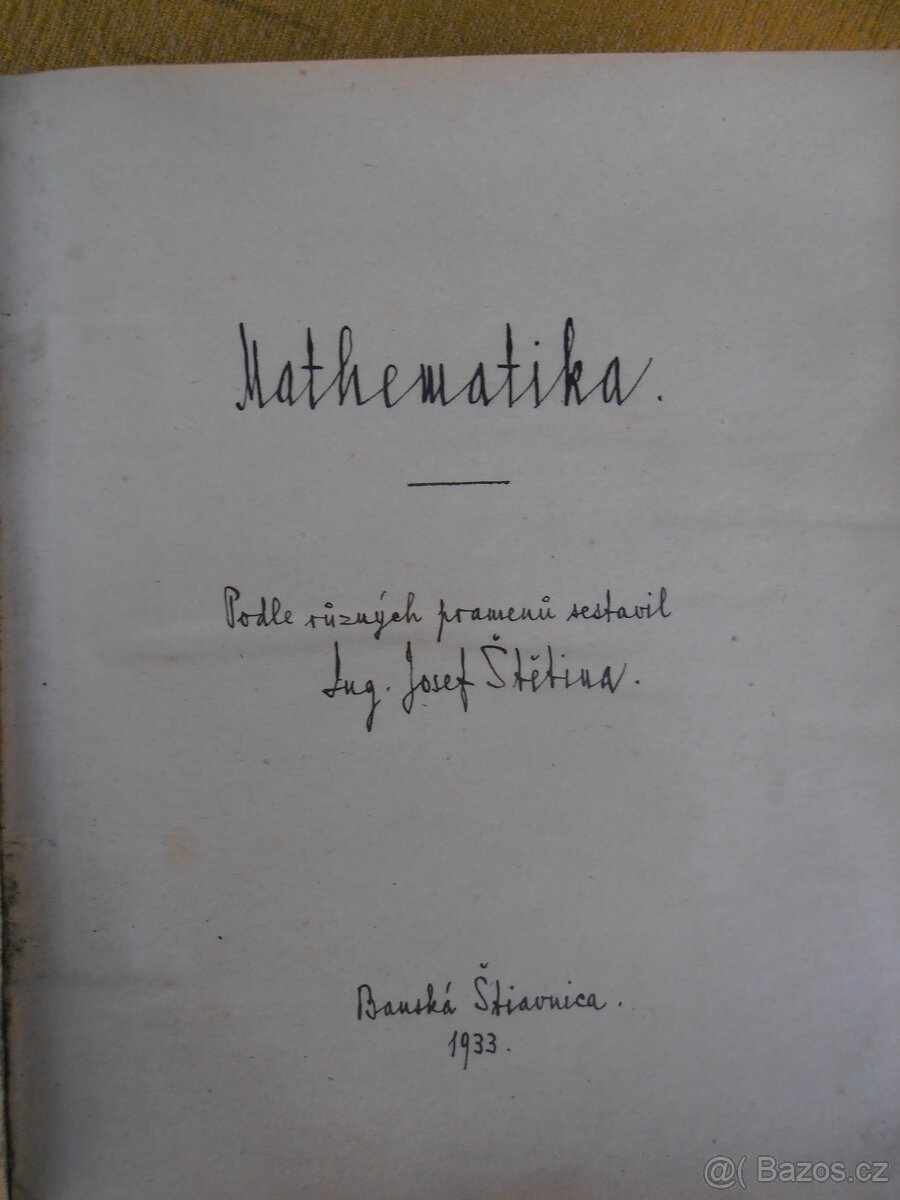 Mathematika.
Podle různých pramenů sestavil
Ing. Josef Štětina.
Banská Štiavnica.
1933.
@( Bazos.cz